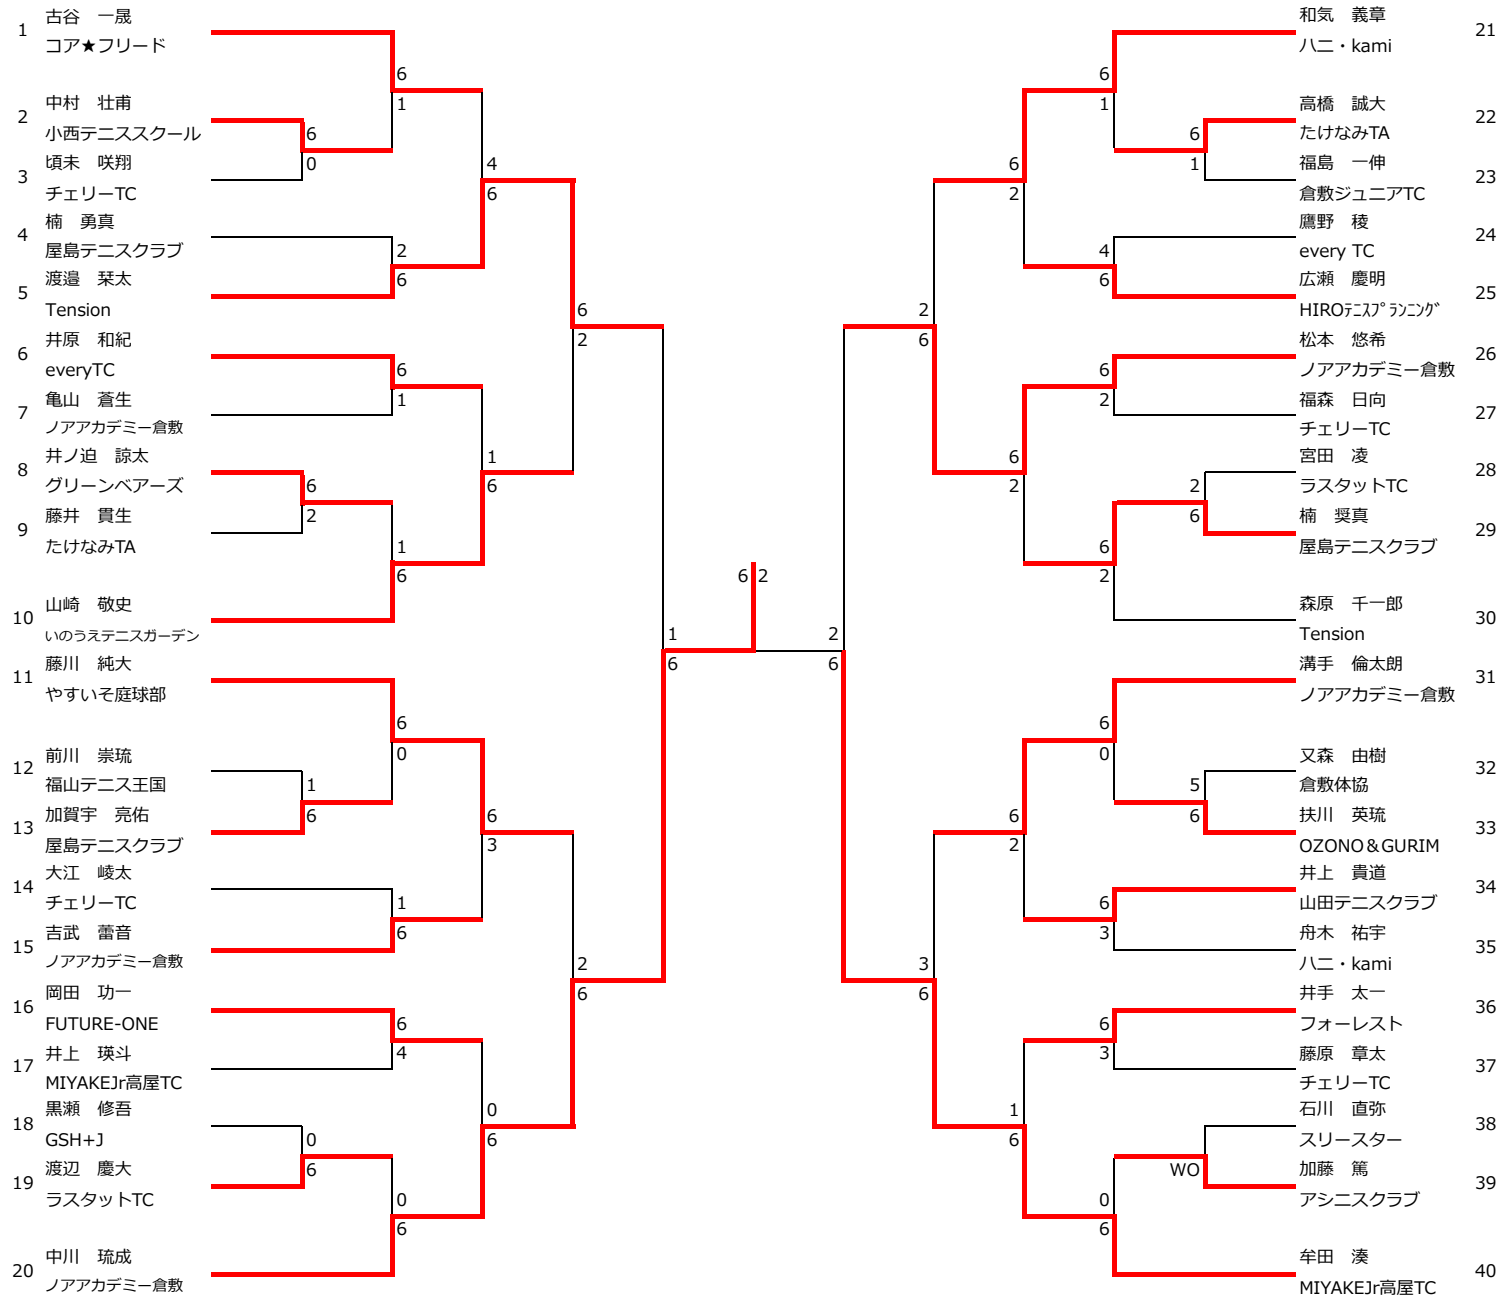 1
古谷　一晟
コア★フリード
2
中村　壮甫
小西テニススクール
3
頃末　咲翔
チェリーTC
4
楠　勇真
屋島テニスクラブ
5
渡邉　栞太
Tension
6
井原　和紀
everyTC
7
亀山　蒼生
ノアアカデミー倉敷
8
井ノ迫　諒太
グリーンベアーズ
9
藤井　貫生
たけなみTA
10
山崎　敬史
いのうえテニスガーデン
11
藤川　純大
やすいそ庭球部
12
前川　崇琉
福山テニス王国
13
加賀宇　亮佑
屋島テニスクラブ
14
大江　崚太
チェリーTC
15
吉武　蕾音
ノアアカデミー倉敷
16
岡田　功一
FUTURE-ONE
17
井上　瑛斗
MIYAKEJr高屋TC
18
黒瀬　修吾
GSH+J
19
渡辺　慶大
ラスタットTC
20
中川　琉成
ノアアカデミー倉敷
6
0
6
2
1
6
0
6
6
1
2
6
6
1
1
6
6
0
1
6
6
4
0
6
4
6
1
6
6
3
0
6
6
2
2
6
1
6
6 2
2
6
2
6
3
6
6
2
6
2
6
2
1
6
6
1
4
6
6
2
6
2
6
0
6
3
6
3
0
6
6
1
2
6
5
6
WO
和気　義章
ハニ・kami
21
高橋　誠大
たけなみTA
22
福島　一伸
倉敷ジュニアTC
23
鷹野　稜
every TC
24
広瀬　慶明
HIROﾃﾆｽﾌﾟﾗﾝﾆﾝｸﾞ
25
松本　悠希
ノアアカデミー倉敷
26
福森　日向
チェリーTC
27
宮田　凌
ラスタットTC
28
楠　奨真
屋島テニスクラブ
29
森原　千一郎
Tension
30
溝手　倫太朗
ノアアカデミー倉敷
31
又森　由樹
倉敷体協
32
扶川　英琉
OZONO＆GURIM
33
井上　貴道
山田テニスクラブ
34
舟木　祐宇
ハニ・kami
35
井手　太一
フォーレスト
36
藤原　章太
チェリーTC
37
石川　直弥
スリースター
38
加藤　篤
アシニスクラブ
39
牟田　湊
MIYAKEJr高屋TC
40